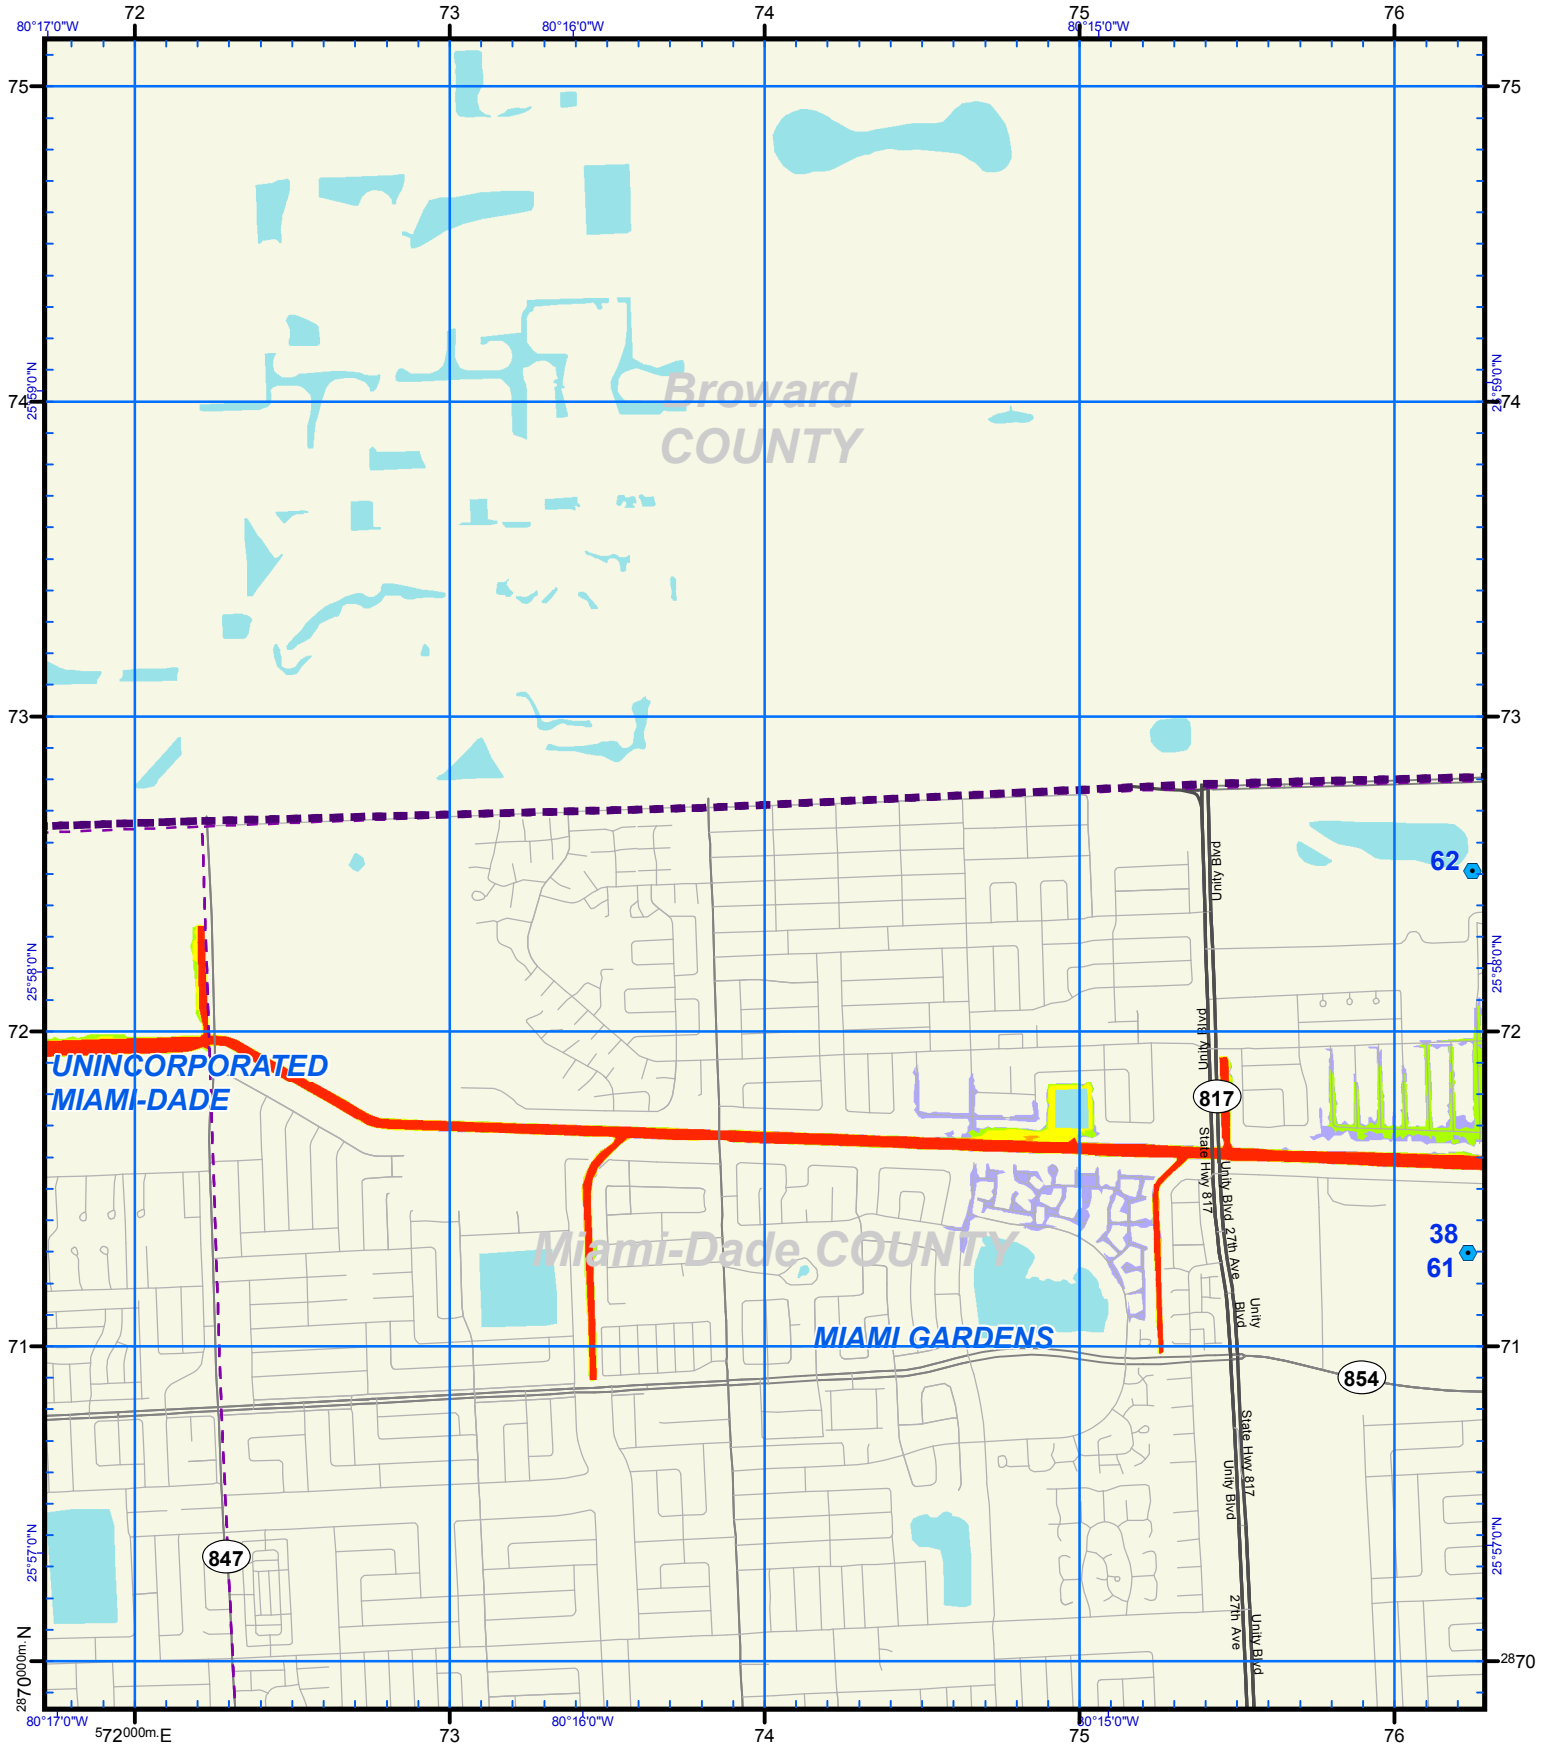 72 73 74 75 76
80°17'0"W 80°16'0"W 80°15'0"W
75 75
74 74
25°59'0"N 25°59'0"N
Broward
COUNTY
73 73
Unity Blvd
62
25°58'0"N 25°58'0"N
72 72
Unity Blvd
UNINCORPORATED
MIAMI-DADE
817
State Hwy 817
Unity Blvd
27th Ave
38
61
Miami-Dade COUNTY
Unity
Blvd
MIAMI GARDENS
71 71
854
State Hwy 817
Unity Blvd
847
25°57'0"N 25°57'0"N
27th Ave
Unity Blvd
2870000m. N
2870
80°17'0"W 80°16'0"W 80°15'0"W
572000m. E 73 74 75 76